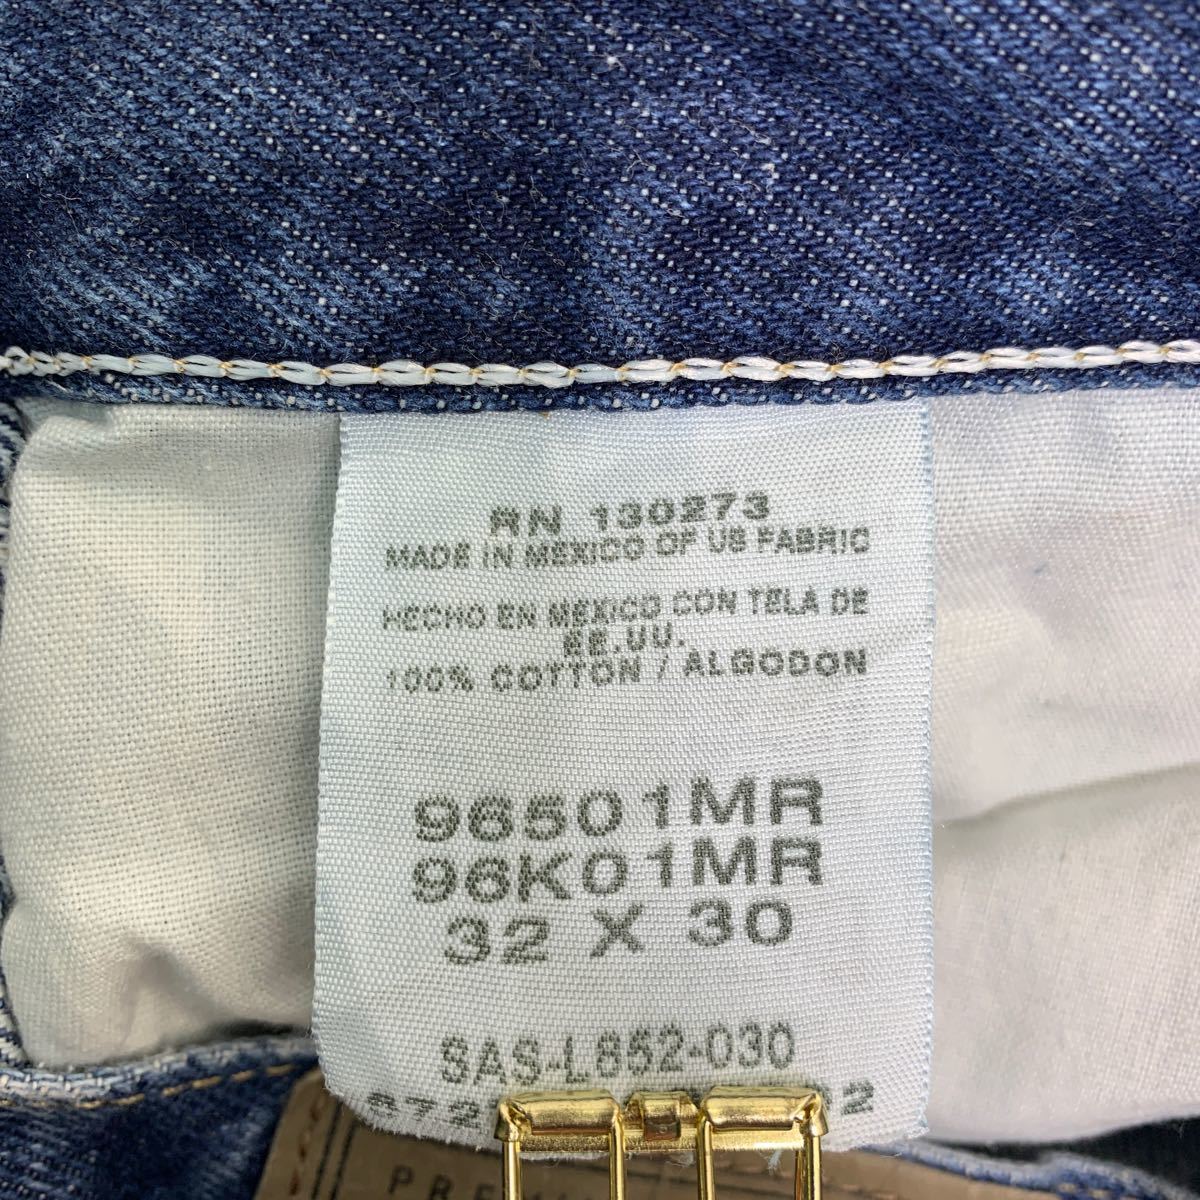 RN 130273
MADE IN MEXICO OF US FABRIC
HECHO EN MEXICO CON TELA DE
EE.UU.
100% COTTON / ALGODON
96501MR
96K01MR
32 X 30
SAS-L852-030